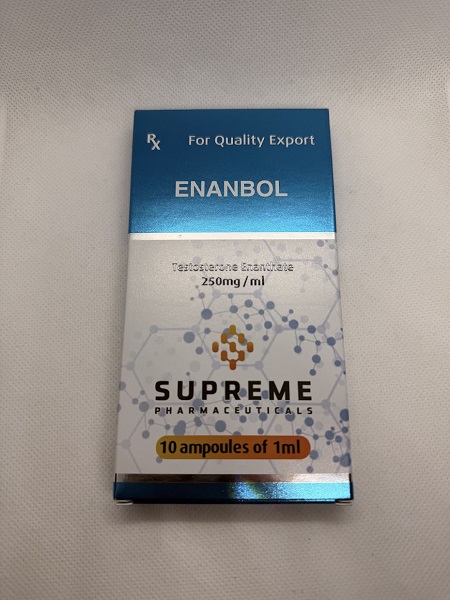 Rx For Quality Export
ENANBOL
Testosterone Enanthate
250mg/ml
SUPREME
PHARMACEUTICALS
10 ampoules of 1ml